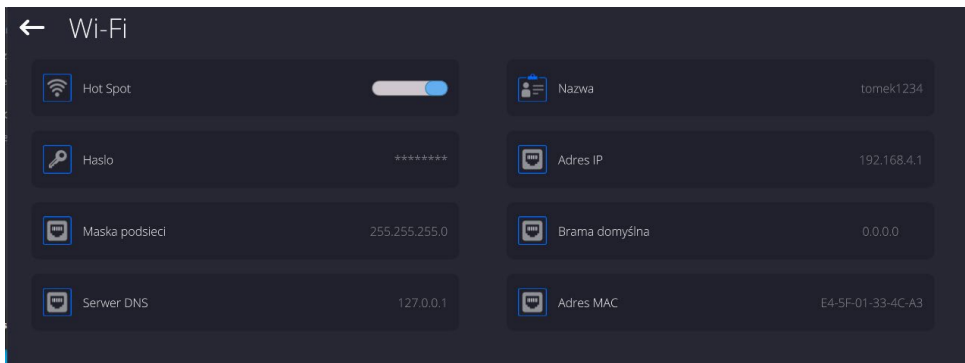 Wi-Fi
Hot Spot
Nazwa tomek1234
Haslo ********
Adres IP 192.168.4.1
Maska podsieci 255.255.255.0
Brama domyślna 0.0.0.0
Serwer DNS 127.0.0.1
Adres MAC E4-5F-01-33-4C-A3